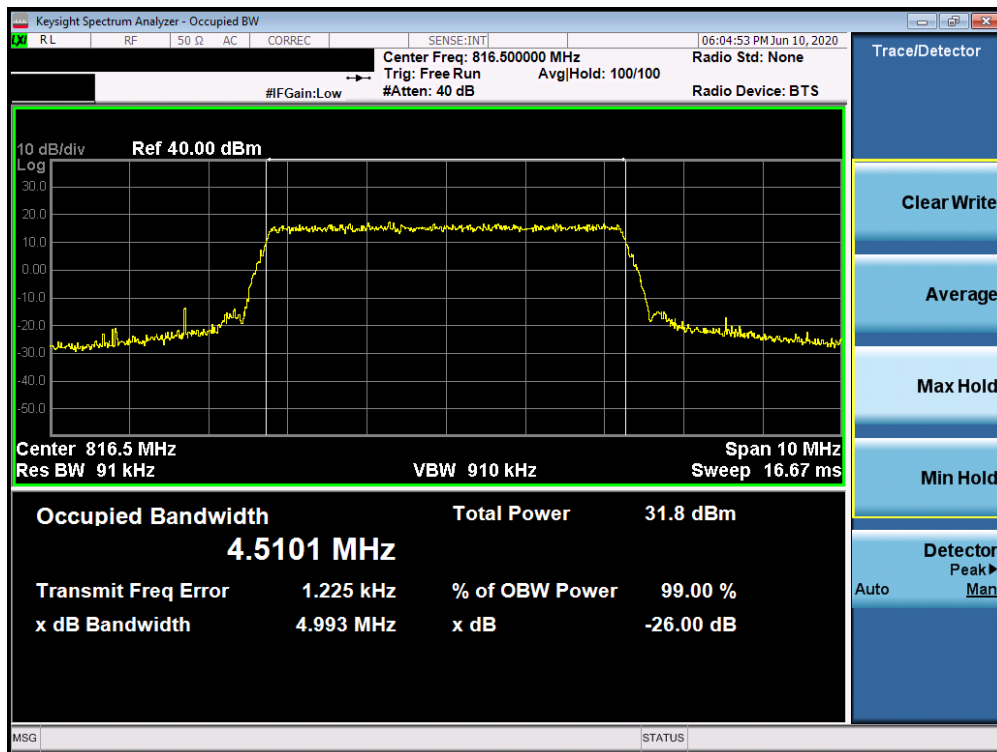 Keysight Spectrum Analyzer - Occupied BW
LXI RL RF 50 Ω AC CORREC SENSE:INT 06:04:53 PM Jun 10, 2020
Center Freq: 816.500000 MHz Radio Std: None
Trig: Free Run Avg|Hold: 100/100
#IFGain:Low #Atten: 40 dB Radio Device: BTS
10 dB/div Ref 40.00 dBm
Log
30.0
20.0
10.0
0.00
-10.0
-20.0
-30.0
-40.0
-50.0
Center 816.5 MHz Span 10 MHz
Res BW 91 kHz VBW 910 kHz Sweep 16.67 ms
Occupied Bandwidth Total Power 31.8 dBm
4.5101 MHz
Transmit Freq Error 1.225 kHz % of OBW Power 99.00 %
x dB Bandwidth 4.993 MHz x dB -26.00 dB
MSG STATUS
Trace/Detector
Clear Write
Average
Max Hold
Min Hold
Detector
Peak▶
Auto Man